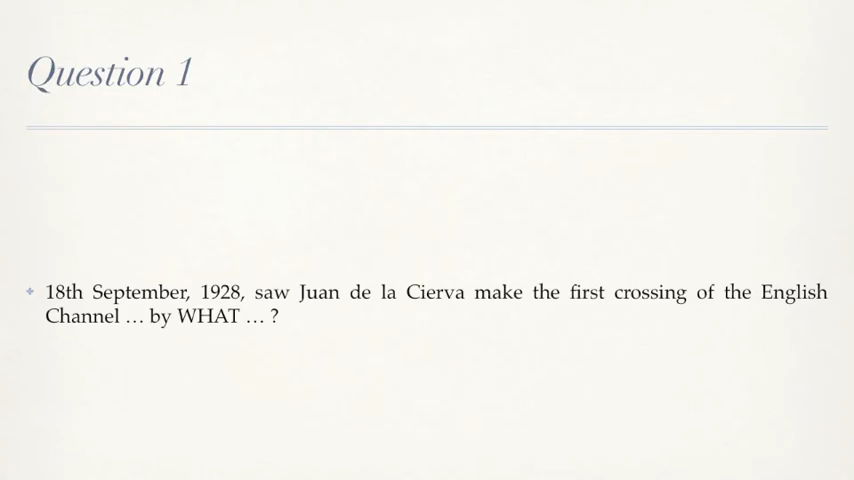 Question 1
18th September, 1928, saw Juan de la Cierva make the first crossing of the English
Channel … by WHAT … ?